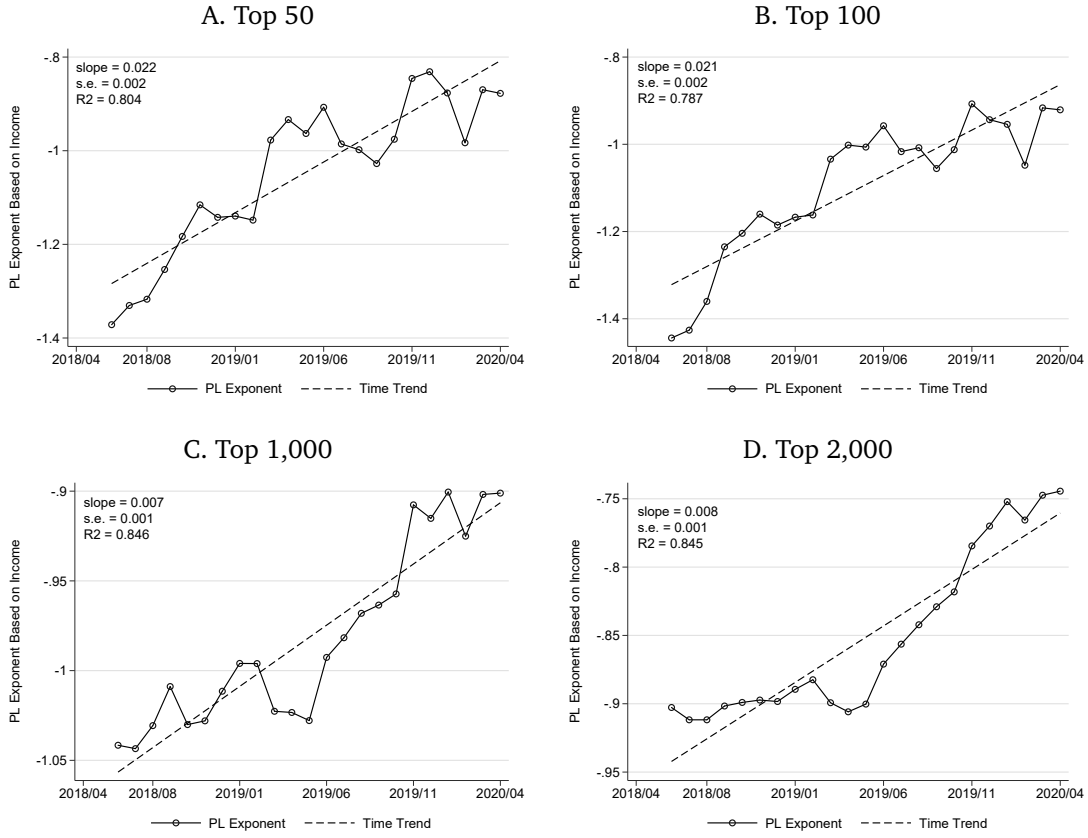 A. Top 50
slope = 0.022
s.e. = 0.002
R2 = 0.804
PL Exponent Based on Income
-.8
-1
-1.2
-1.4
2018/04 2018/08 2019/01 2019/06 2019/11 2020/04
PL Exponent Time Trend
B. Top 100
slope = 0.021
s.e. = 0.002
R2 = 0.787
PL Exponent Based on Income
-.8
-1
-1.2
-1.4
2018/04 2018/08 2019/01 2019/06 2019/11 2020/04
PL Exponent Time Trend
C. Top 1,000
slope = 0.007
s.e. = 0.001
R2 = 0.846
PL Exponent Based on Income
-.9
-.95
-1
-1.05
2018/04 2018/08 2019/01 2019/06 2019/11 2020/04
PL Exponent Time Trend
D. Top 2,000
slope = 0.008
s.e. = 0.001
R2 = 0.845
PL Exponent Based on Income
-.75
-.8
-.85
-.9
-.95
2018/04 2018/08 2019/01 2019/06 2019/11 2020/04
PL Exponent Time Trend